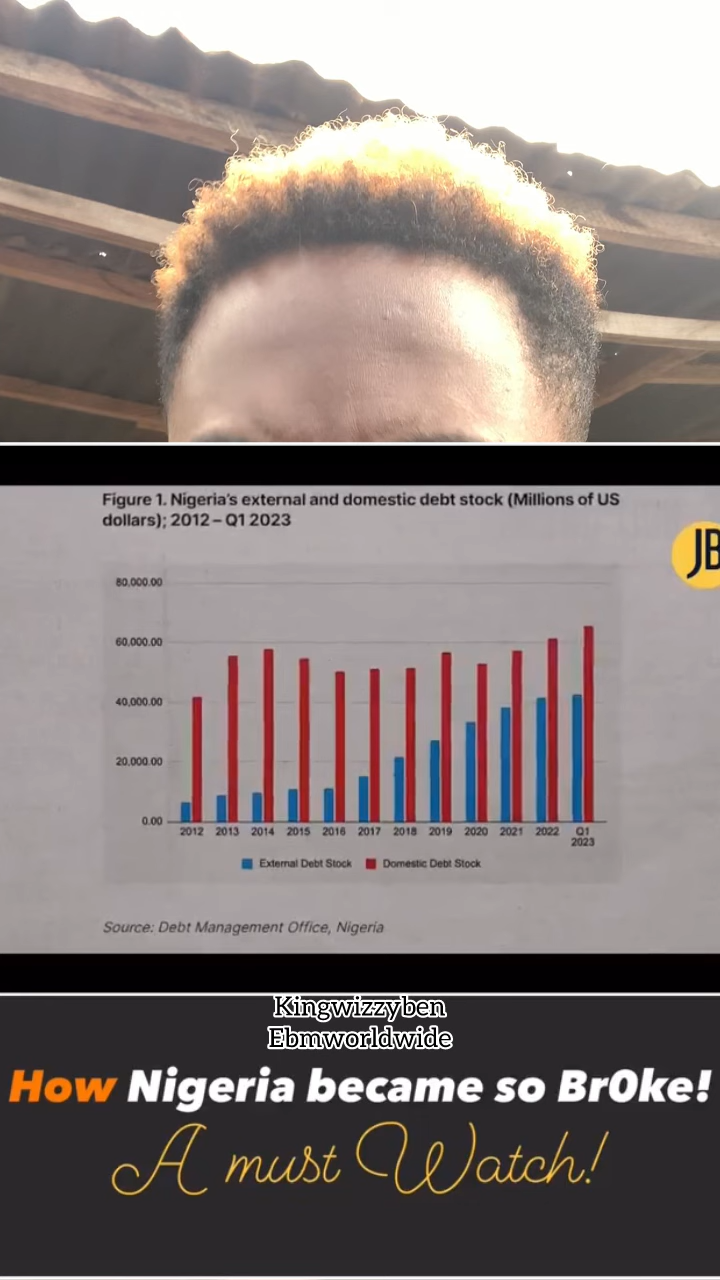 Figure 1. Nigeria's external and domestic debt stock (Millions of US
dollars); 2012 – Q1 2023
JB
80,000.00
60,000.00
40,000.00
20,000.00
0.00
2012 2013 2014 2015 2016 2017 2018 2019 2020 2021 2022 Q1
2023
External Debt Stock Domestic Debt Stock
Source: Debt Management Office, Nigeria
Kingwizzyben
Ebmworldwide
How Nigeria became so Br0ke!
A must Watch!